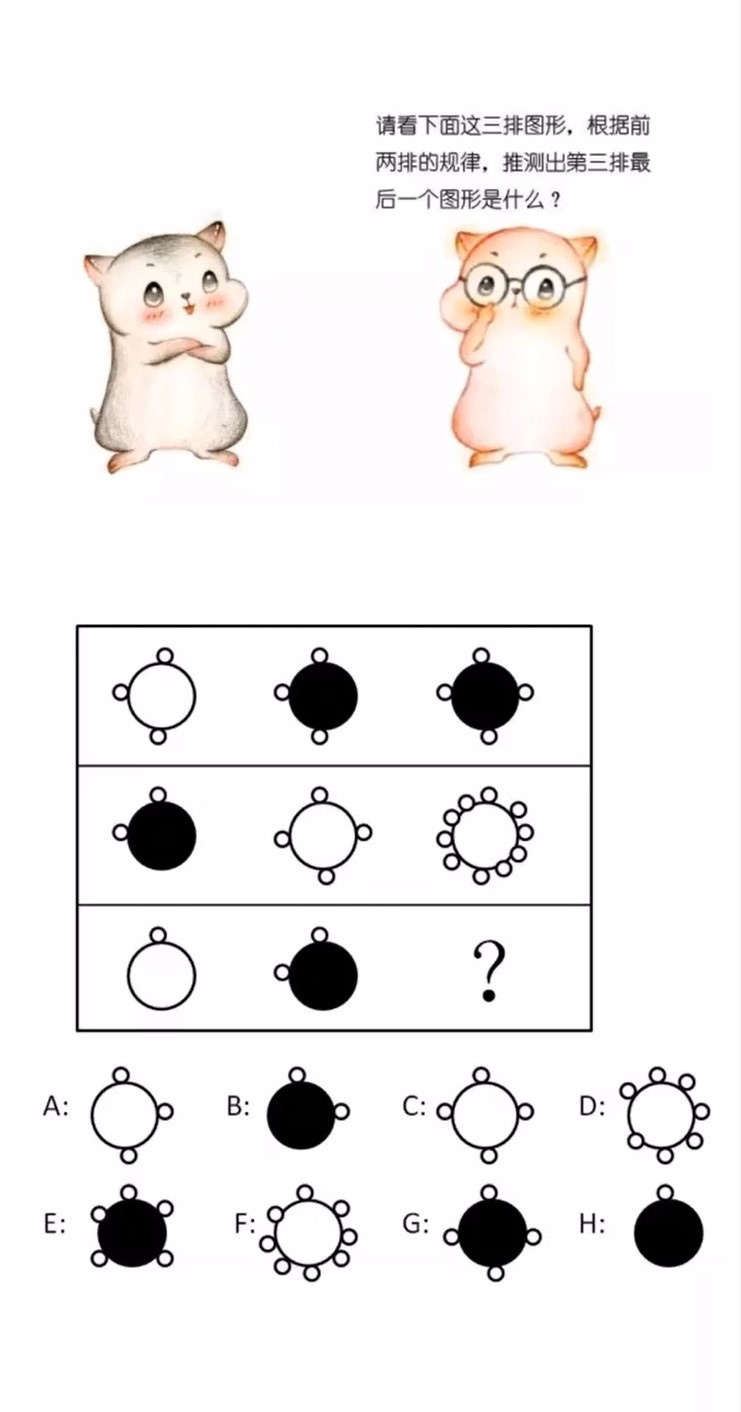 请看下面这三排图形，根据前
两排的规律，推测出第三排最
后一个图形是什么？
?
A: B: C: D:
E: F: G: H: